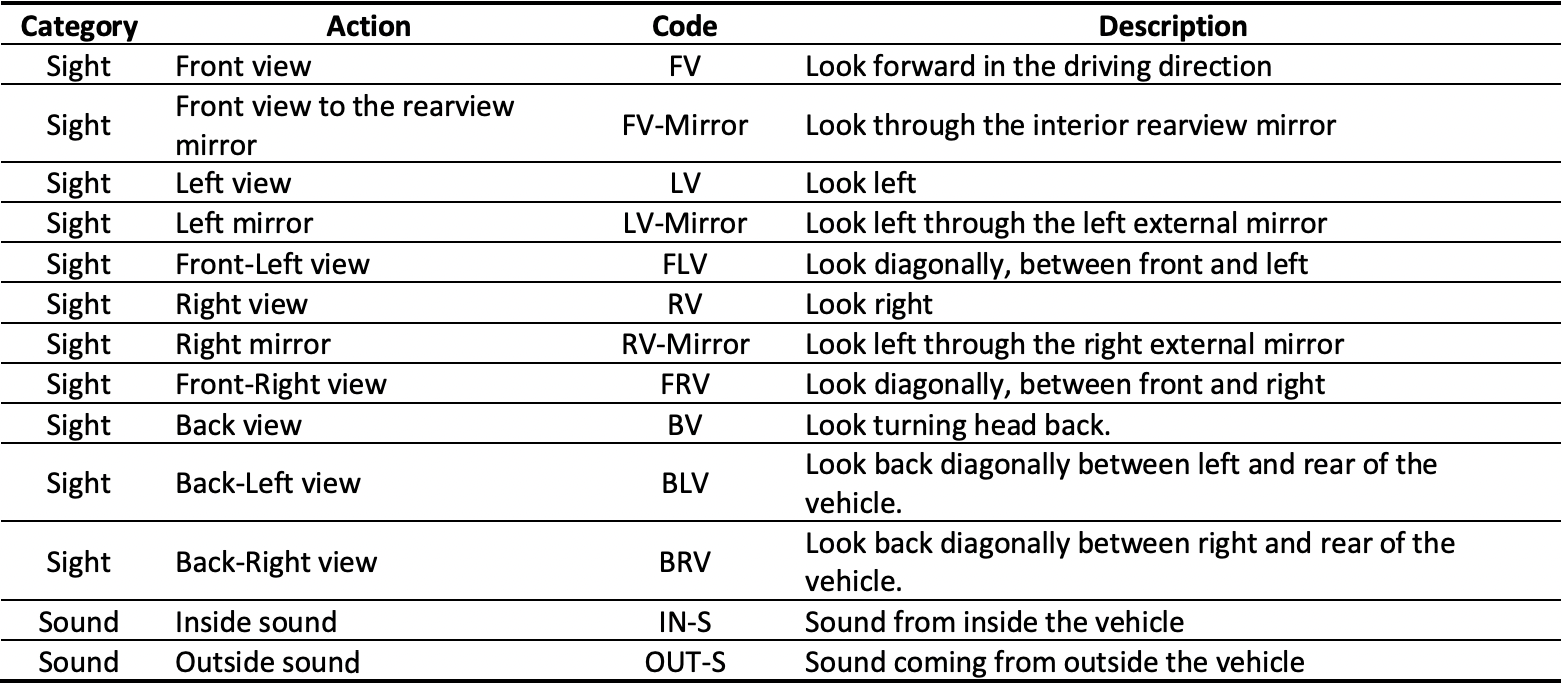 Category Action Code Description
Sight Front view FV Look forward in the driving direction
Sight Front view to the rearview mirror FV-Mirror Look through the interior rearview mirror
Sight Left view LV Look left
Sight Left mirror LV-Mirror Look left through the left external mirror
Sight Front-Left view FLV Look diagonally, between front and left
Sight Right view RV Look right
Sight Right mirror RV-Mirror Look left through the right external mirror
Sight Front-Right view FRV Look diagonally, between front and right
Sight Back view BV Look turning head back.
Sight Back-Left view BLV Look back diagonally between left and rear of the vehicle.
Sight Back-Right view BRV Look back diagonally between right and rear of the vehicle.
Sound Inside sound IN-S Sound from inside the vehicle
Sound Outside sound OUT-S Sound coming from outside the vehicle